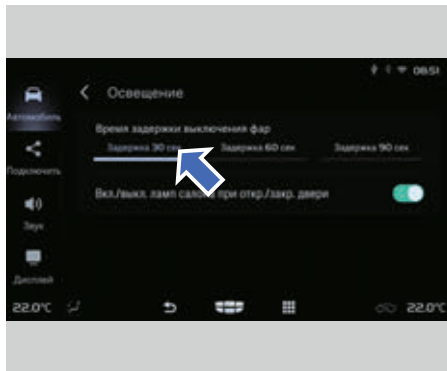 08:51
Автомобиль
Освещение
Время задержки выключения фар
Задержка 30 сек
Задержка 60 сек
Задержка 90 сек
Подключить
Вкл./выкл. ламп салона при откр./закр. двери
Звук
Дисплей
22.0°C
22.0°C